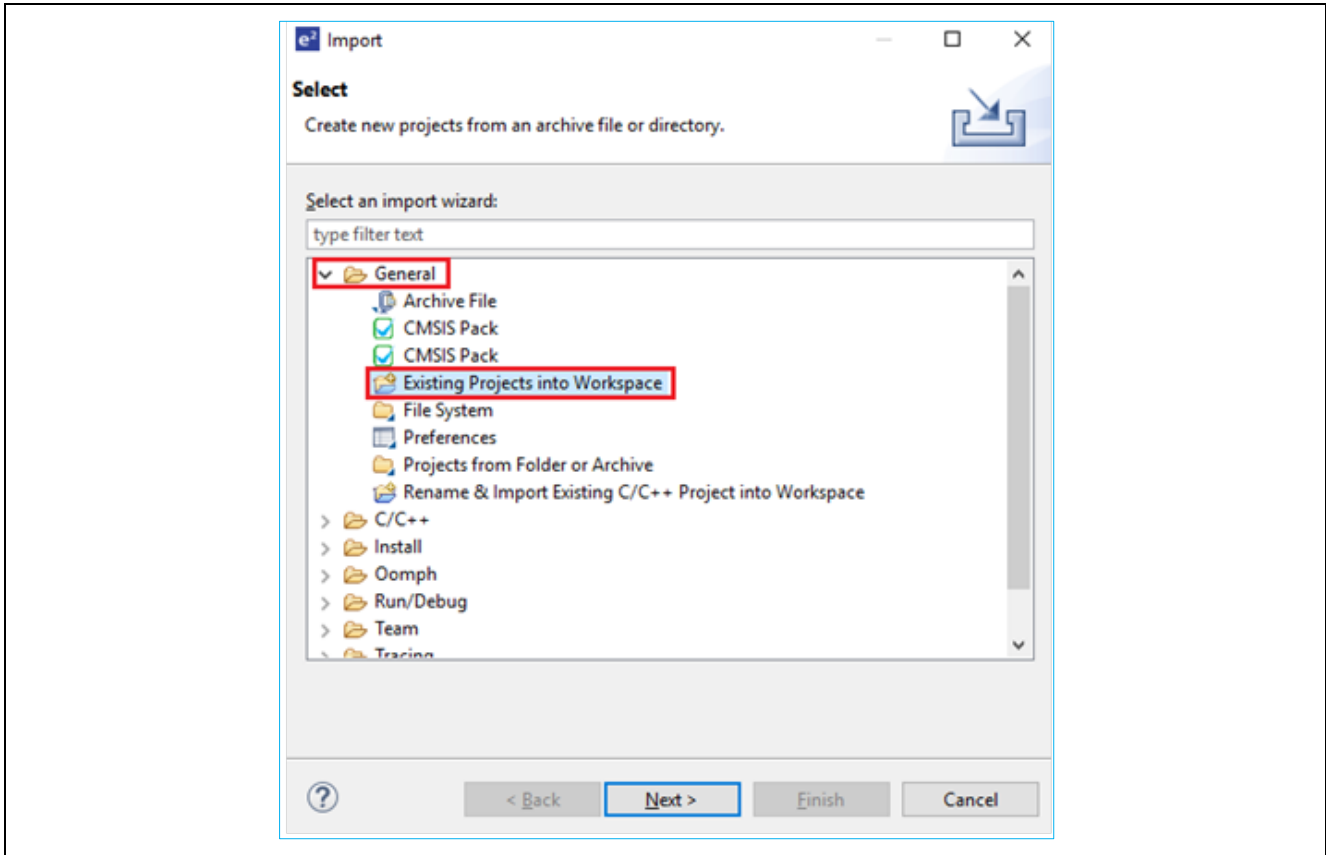 e² Import
Select
Create new projects from an archive file or directory.
Select an import wizard:
type filter text
General
Archive File
CMSIS Pack
CMSIS Pack
Existing Projects into Workspace
File System
Preferences
Projects from Folder or Archive
Rename & Import Existing C/C++ Project into Workspace
C/C++
Install
Oomph
Run/Debug
Team
Tracing
? < Back Next > Finish Cancel